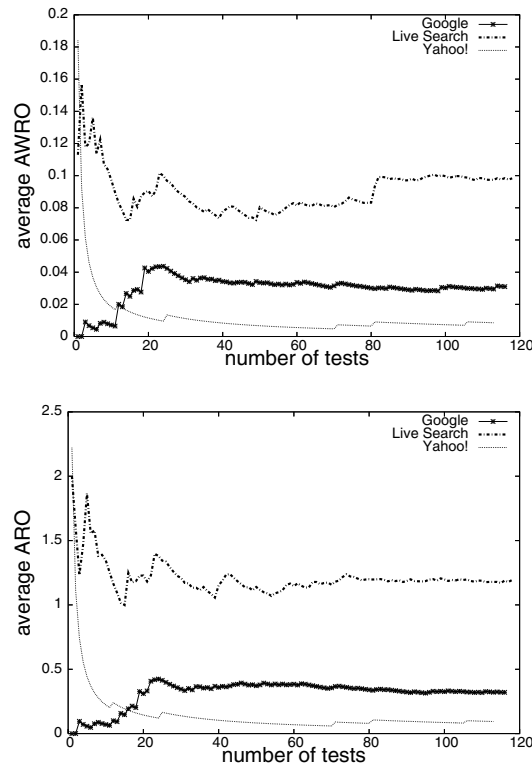 Google
Live Search
Yahoo!
0.2
0.18
0.16
0.14
0.12
0.1
0.08
0.06
0.04
0.02
0
average AWRO
0 20 40 60 80 100 120
number of tests
Google
Live Search
Yahoo!
2.5
2
1.5
1
0.5
0
average ARO
0 20 40 60 80 100 120
number of tests